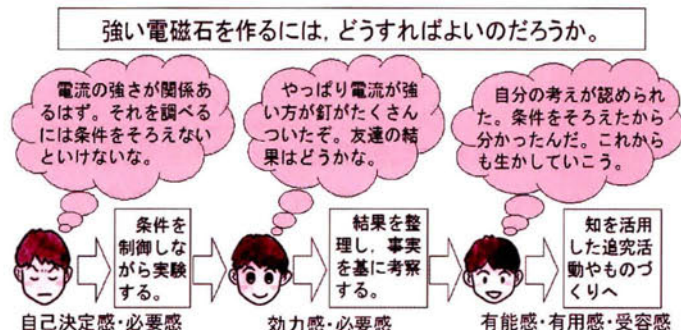 強い電磁石を作るには，どうすればよいのだろうか。
電流の強さが関係あ
るはず。それを調べる
には条件をそろえない
といけないな。
やっぱり電流が強
い方が釘がたくさん
ついたぞ。友達の結
果はどうかな。
自分の考えが認められ
た。条件をそろえたから
分かったんだ。これから
も生かしていこう。
条件を
制御しな
がら実験
する。
結果を整
理し，事実
を基に考察
する。
知を活用
した追究活
動やものづ
くりへ
自己決定感・必要感
効力感・必要感
有能感・有用感・受容感